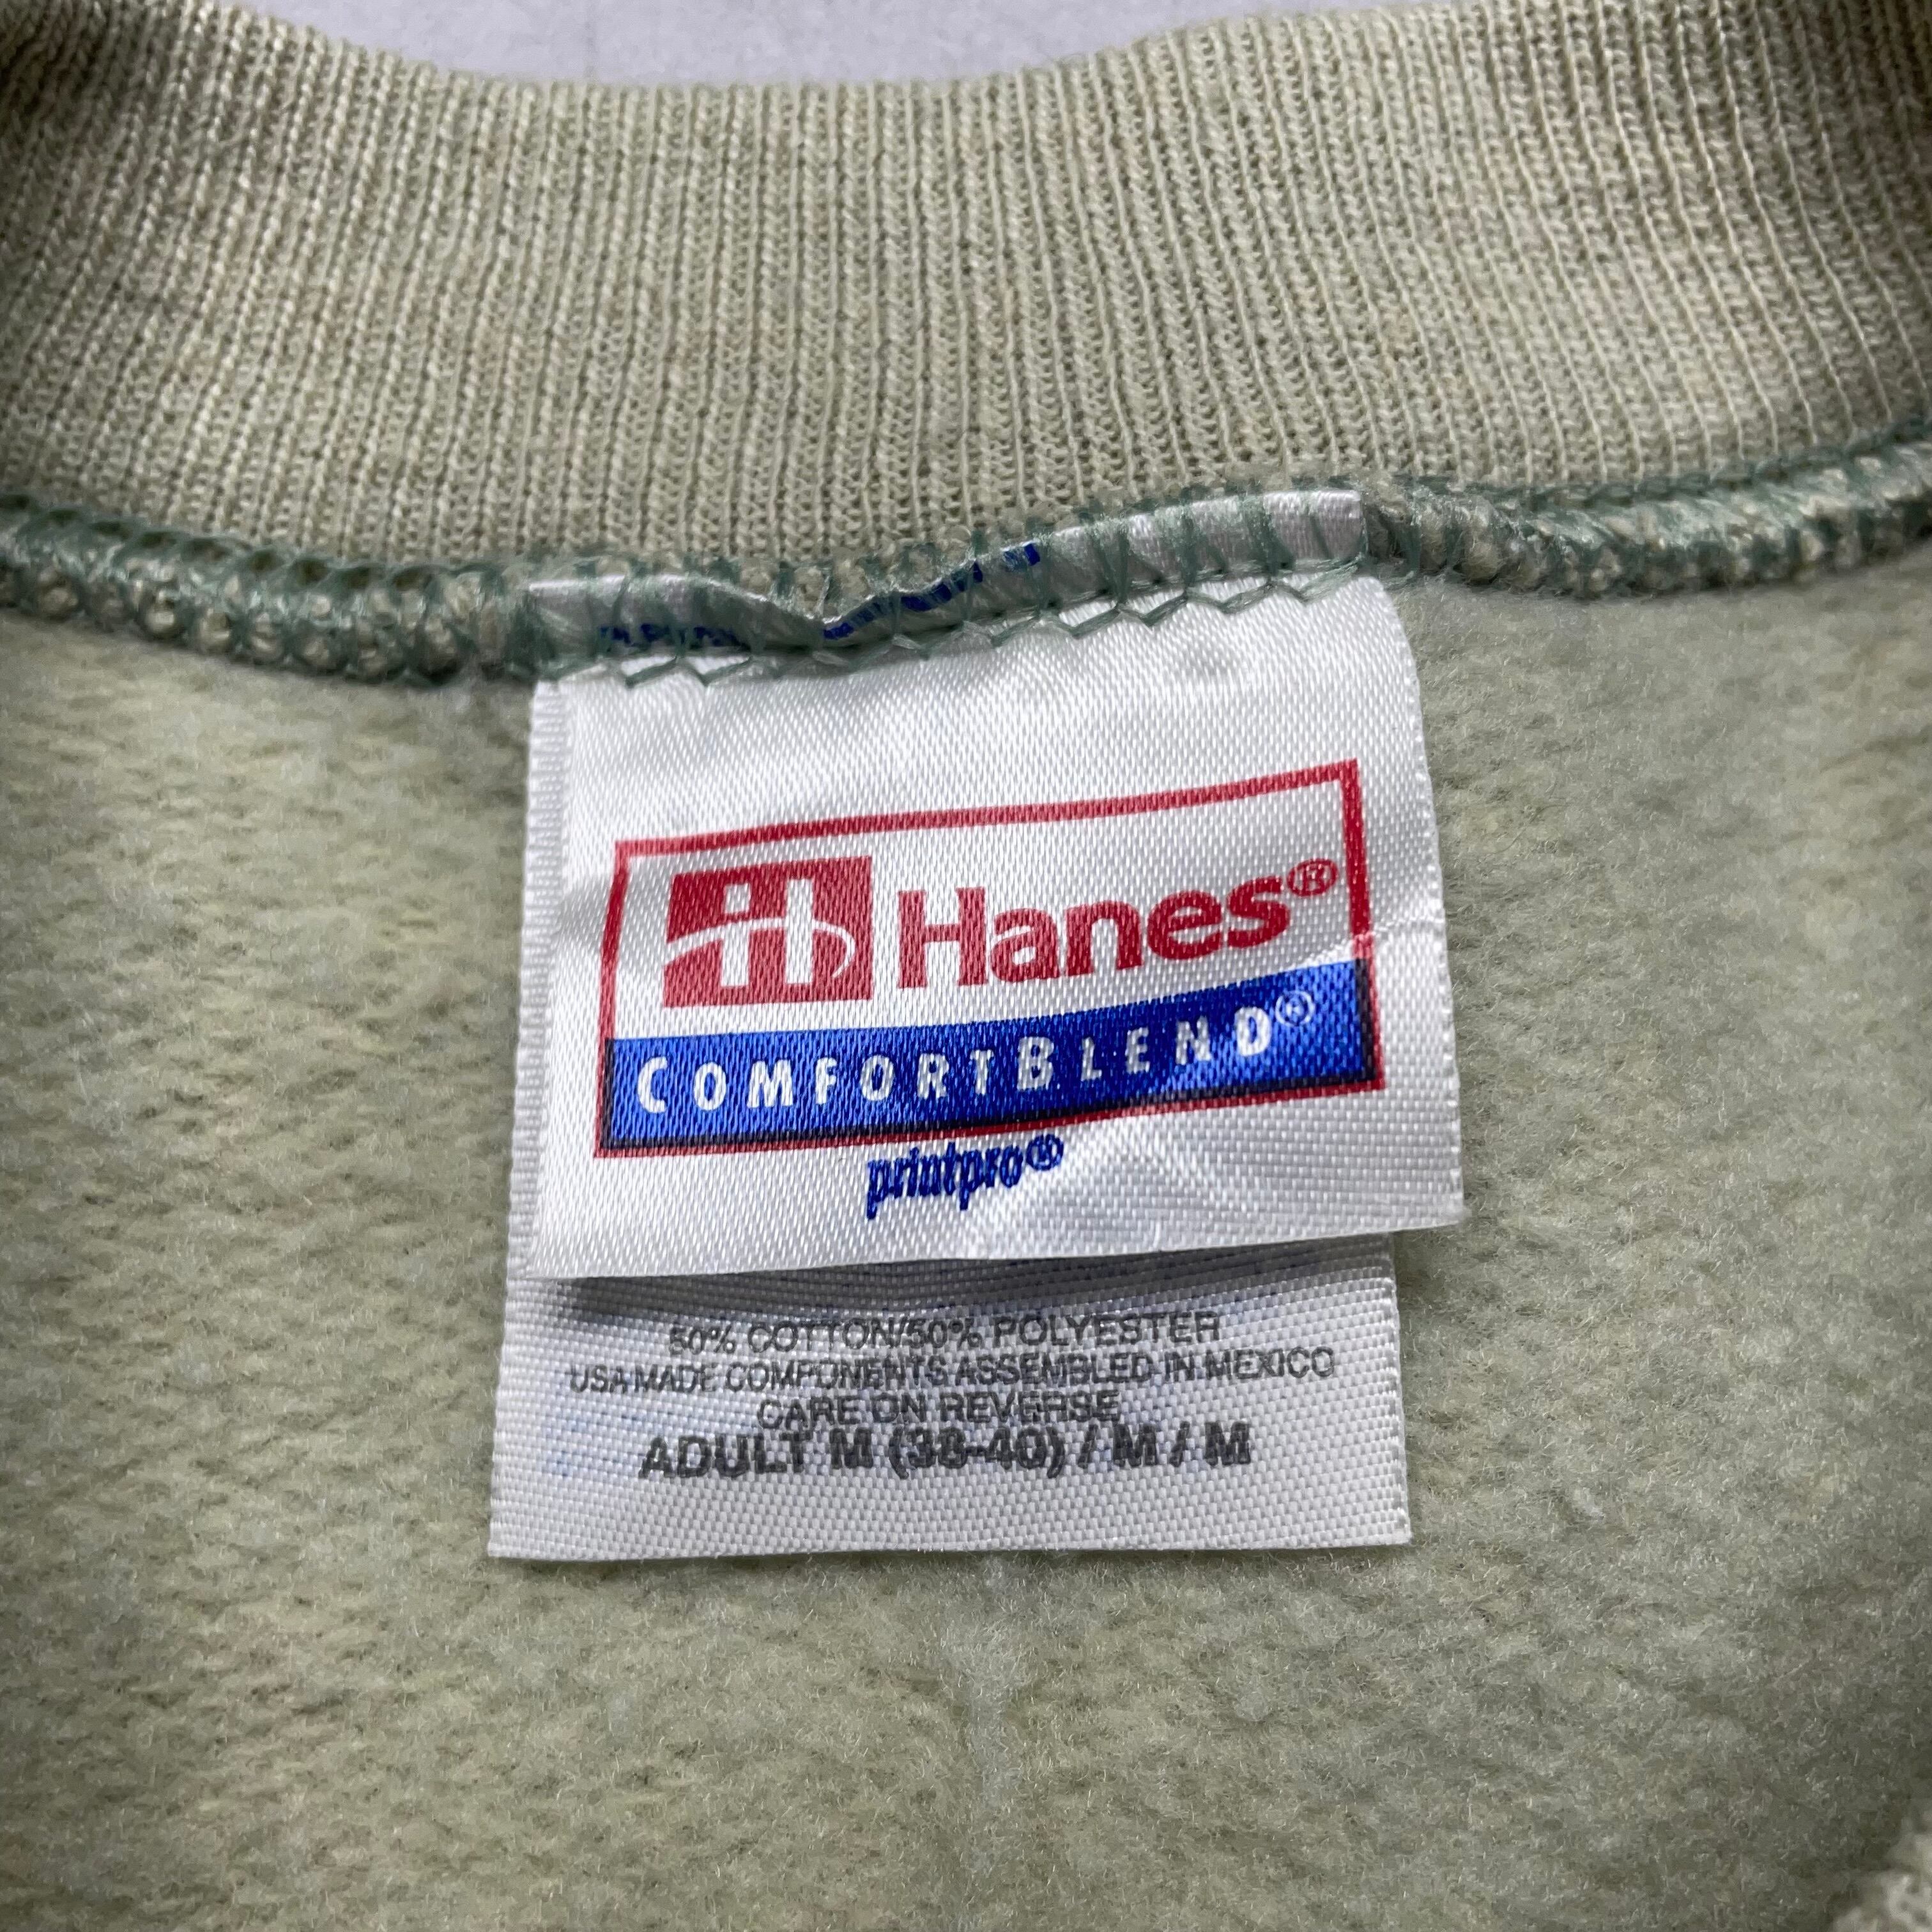 Hanes®
COMFORTBLEND®
printpro®
50% COTTON/50% POLYESTER
USA MADE COMPONENTS ASSEMBLED IN MEXICO
CARE ON REVERSE
ADULT M (38-40) / M / M